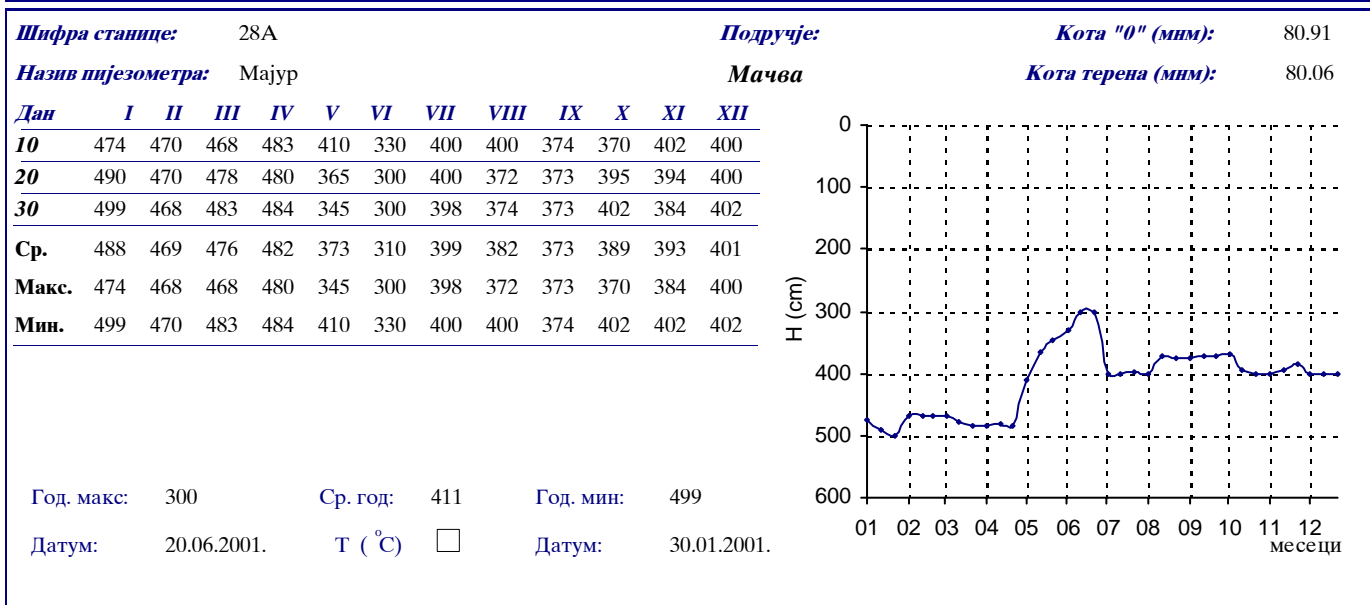 Шифра станице: 28А Подручје: Кота "0" (мнм): 80.91
Назив пијезометра: Мајур Мачва Кота терена (мнм): 80.06
Дан I II III IV V VI VII VIII IX X XI XII
10 474 470 468 483 410 330 400 400 374 370 402 400
20 490 470 478 480 365 300 400 372 373 395 394 400
30 499 468 483 484 345 300 398 374 373 402 384 402
Ср. 488 469 476 482 373 310 399 382 373 389 393 401
Макс. 474 468 468 480 345 300 398 372 373 370 384 400
Мин. 499 470 483 484 410 330 400 400 374 402 402 402
0
100
200
300
400
500
600
H (cm)
01 02 03 04 05 06 07 08 09 10 11 12
месеци
Год. макс: 300 Ср. год: 411 Год. мин: 499
Датум: 20.06.2001. Т ( °C) Датум: 30.01.2001.